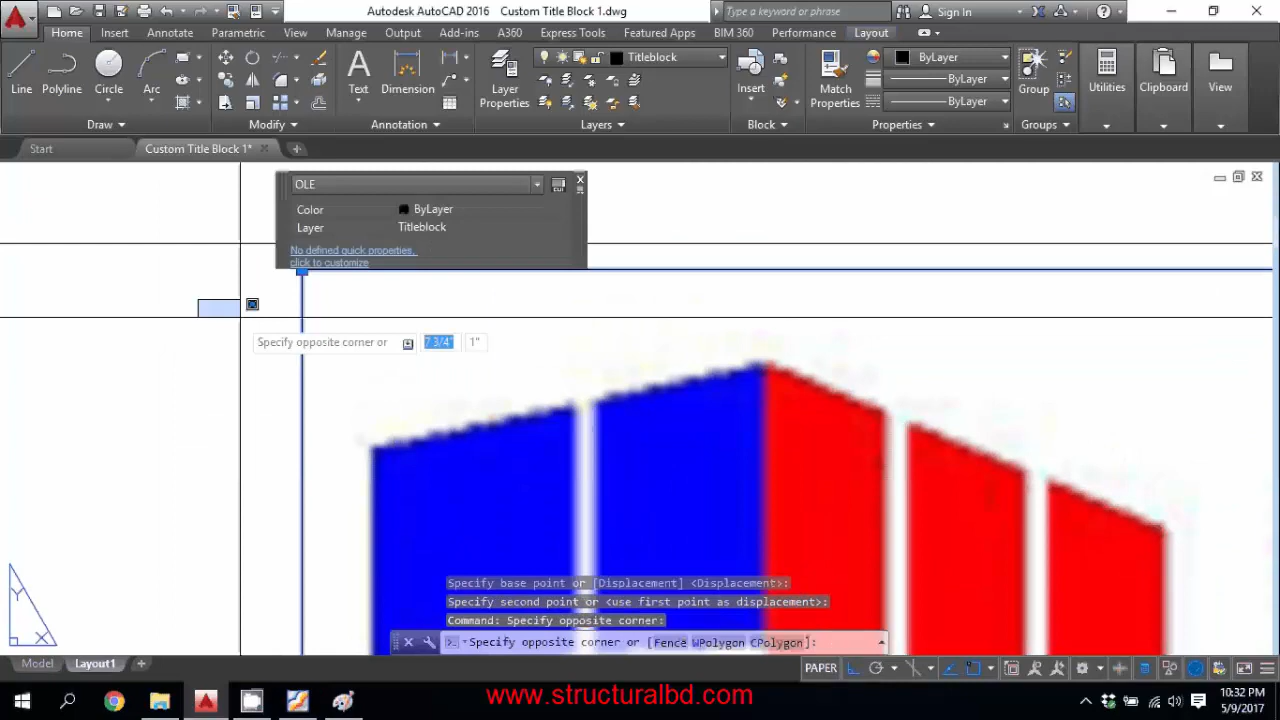 Autodesk AutoCAD 2016 Custom Title Block 1.dwg
Type a keyword or phrase
Sign In
Home Insert Annotate Parametric View Manage Output Add-ins A360 Express Tools Featured Apps BIM 360 Performance Layout
Line Polyline Circle Arc
Text Dimension
Layer Properties
Titleblock
Insert
Match Properties
ByLayer
ByLayer
ByLayer
Group
Utilities Clipboard View
Draw Modify Annotation Layers Block Properties Groups
Start Custom Title Block 1*
OLE
Color ByLayer
Layer Titleblock
No defined quick properties,
click to customize
Specify opposite corner or 7 3/4" 1"
Y
X
Specify base point or [Displacement] <Displacement>:
Specify second point or <use first point as displacement>:
Command: Specify opposite corner:
Specify opposite corner or [Fence WPolygon CPolygon]:
Model Layout1
PAPER
www.structuralbd.com
10:32 PM
5/9/2017